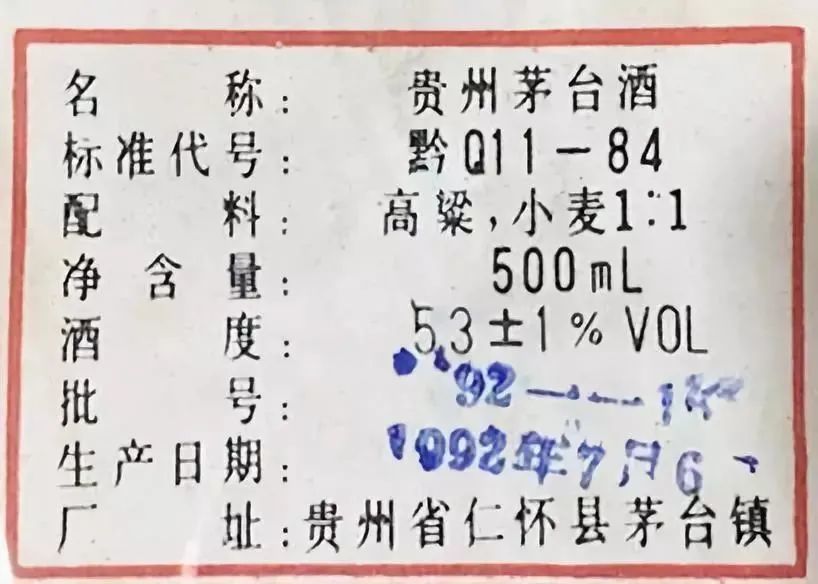 名称：贵州茅台酒
标准代号：黔Q11－84
配料：高粱,小麦1:1
净含量：500mL
酒度：53±1％VOL
批号：92－
生产日期：1992年7月6
厂址：贵州省仁怀县茅台镇